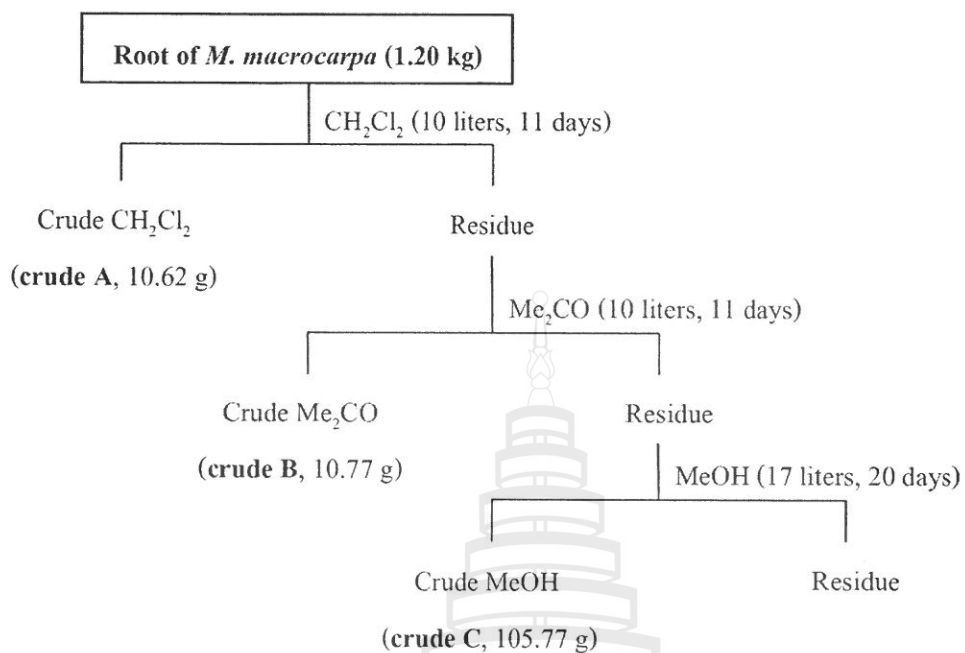 Root of M. macrocarpa (1.20 kg)
CH₂Cl₂ (10 liters, 11 days)
Crude CH₂Cl₂
(crude A, 10.62 g)
Residue
Me₂CO (10 liters, 11 days)
Crude Me₂CO
(crude B, 10.77 g)
Residue
MeOH (17 liters, 20 days)
Crude MeOH
(crude C, 105.77 g)
Residue